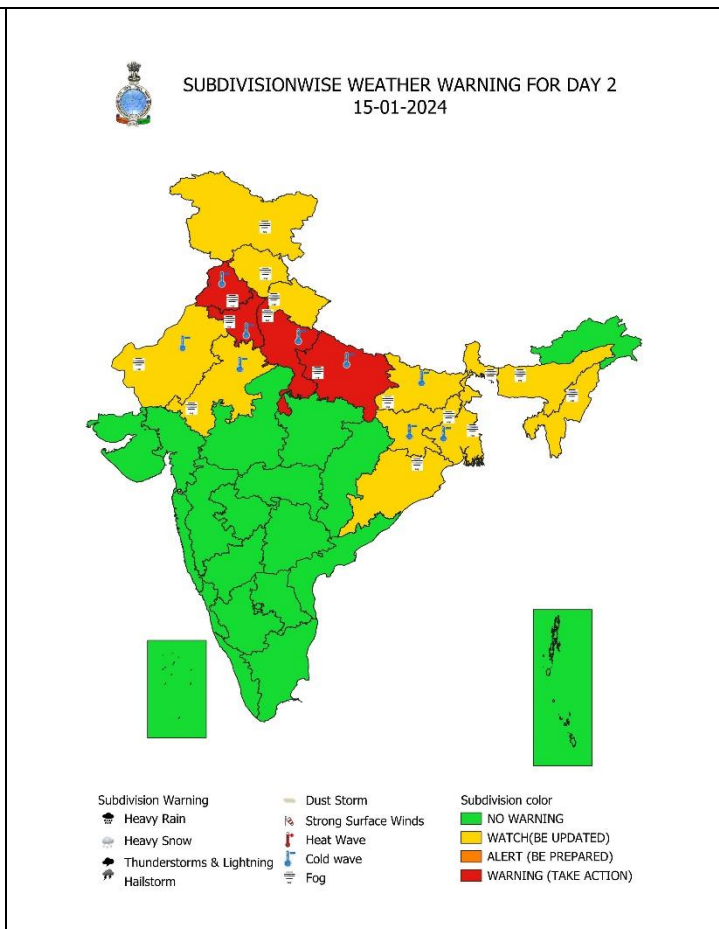 SUBDIVISIONWISE WEATHER WARNING FOR DAY 2
15-01-2024
Subdivision Warning
Heavy Rain
Heavy Snow
Thunderstorms & Lightning
Hailstorm
Dust Storm
Strong Surface Winds
Heat Wave
Cold wave
Fog
Subdivision color
NO WARNING
WATCH(BE UPDATED)
ALERT (BE PREPARED)
WARNING (TAKE ACTION)